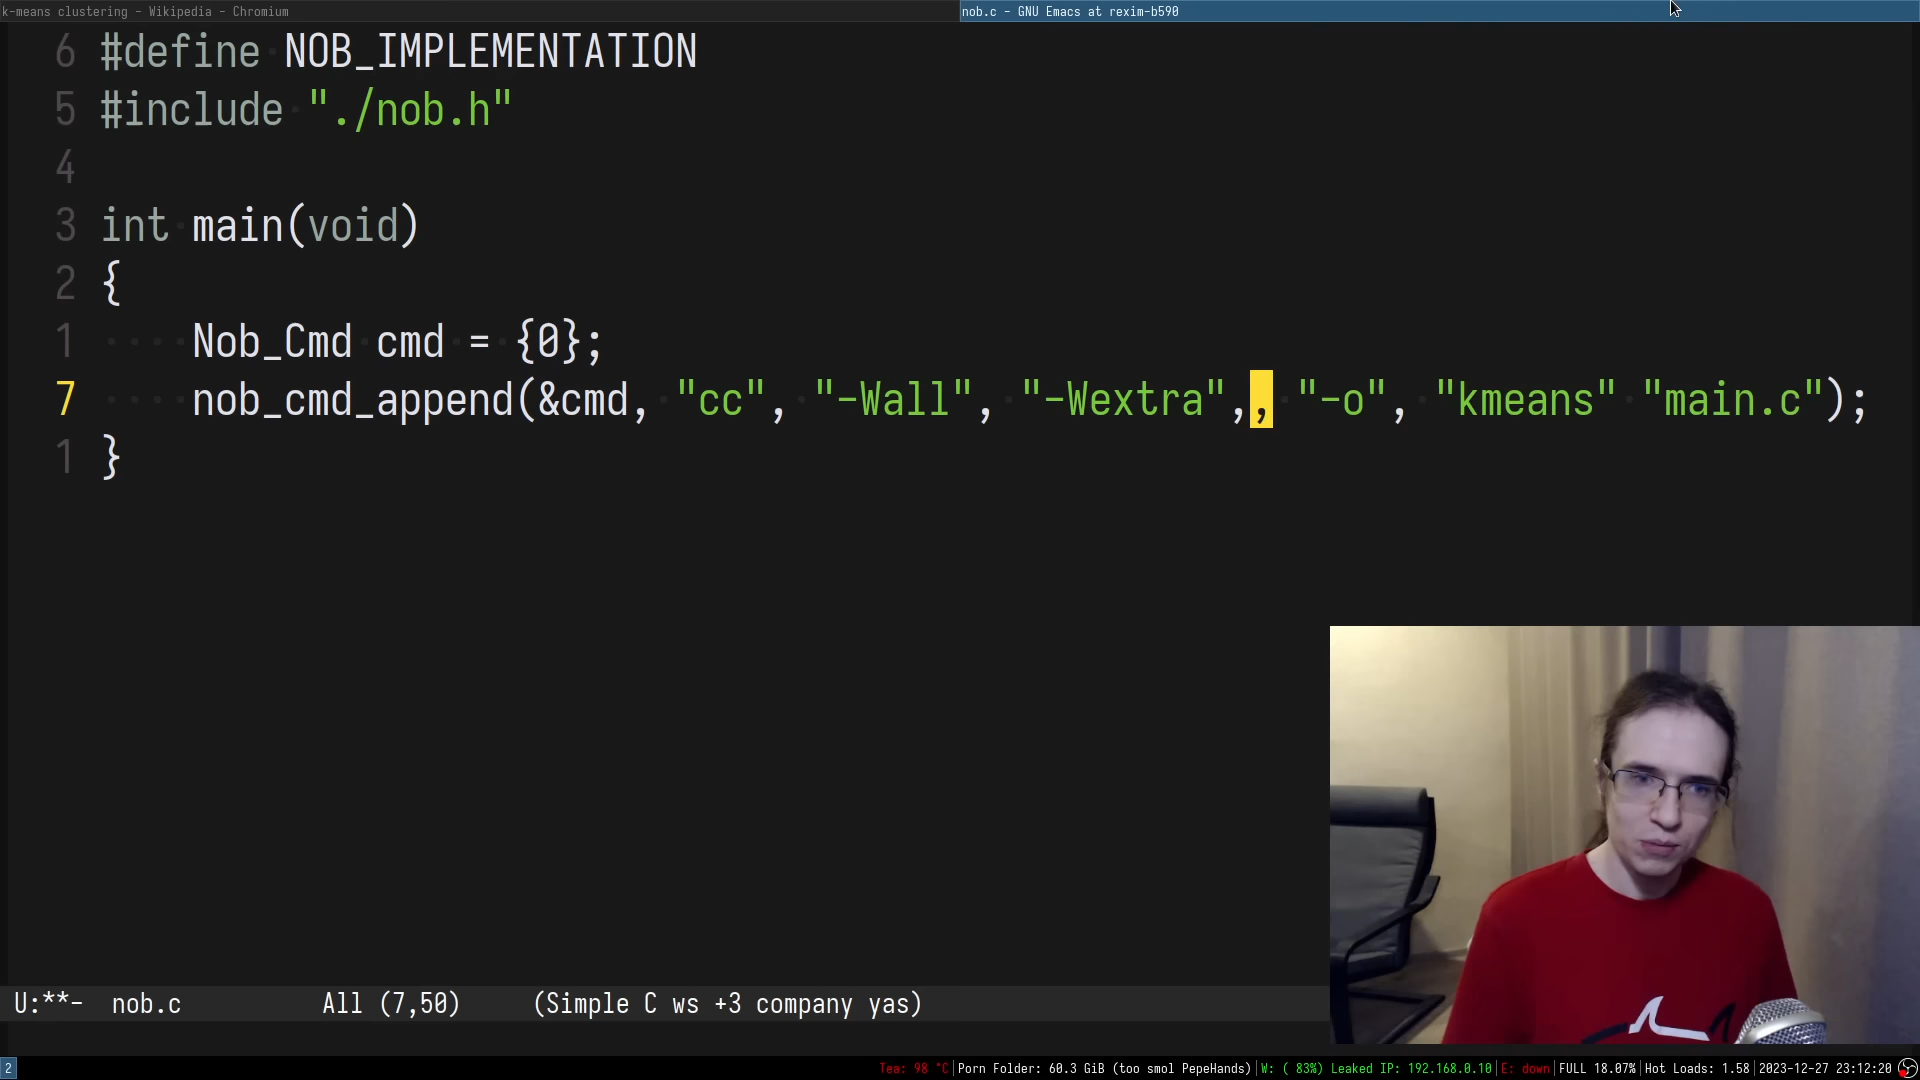 k-means clustering - Wikipedia - Chromium
nob.c - GNU Emacs at rexim-b590
6 #define NOB_IMPLEMENTATION
5 #include "./nob.h"
4
3 int main(void)
2 {
1     Nob_Cmd cmd = {0};
7     nob_cmd_append(&cmd, "cc", "-Wall", "-Wextra",, "-o", "kmeans" "main.c");
1 }
U:**-  nob.c          All (7,50)     (Simple C ws +3 company yas)
2
Tea: 98 °C|Porn Folder: 60.3 GiB (too smol PepeHands)|W: ( 83%) Leaked IP: 192.168.0.10|E: down|FULL 18.07%|Hot Loads: 1.58|2023-12-27 23:12:20